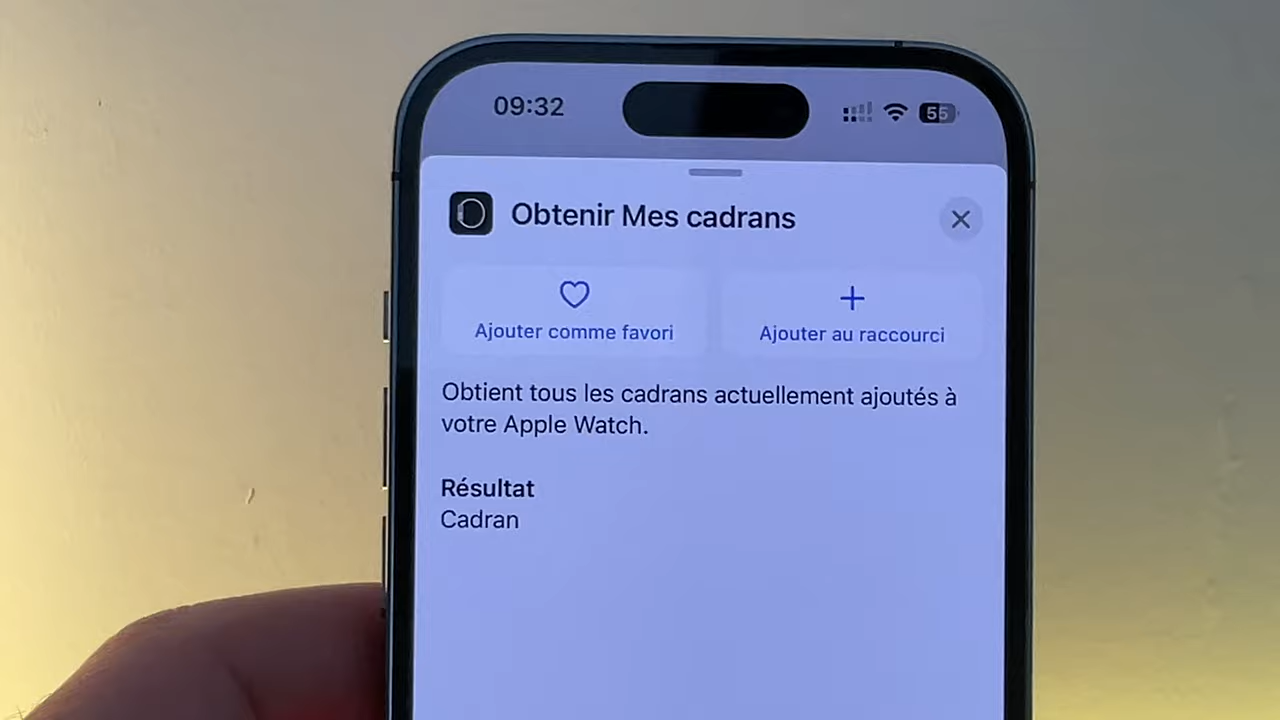 09:32
55
Obtenir Mes cadrans
Ajouter comme favori
Ajouter au raccourci
Obtient tous les cadrans actuellement ajoutés à
votre Apple Watch.
Résultat
Cadran